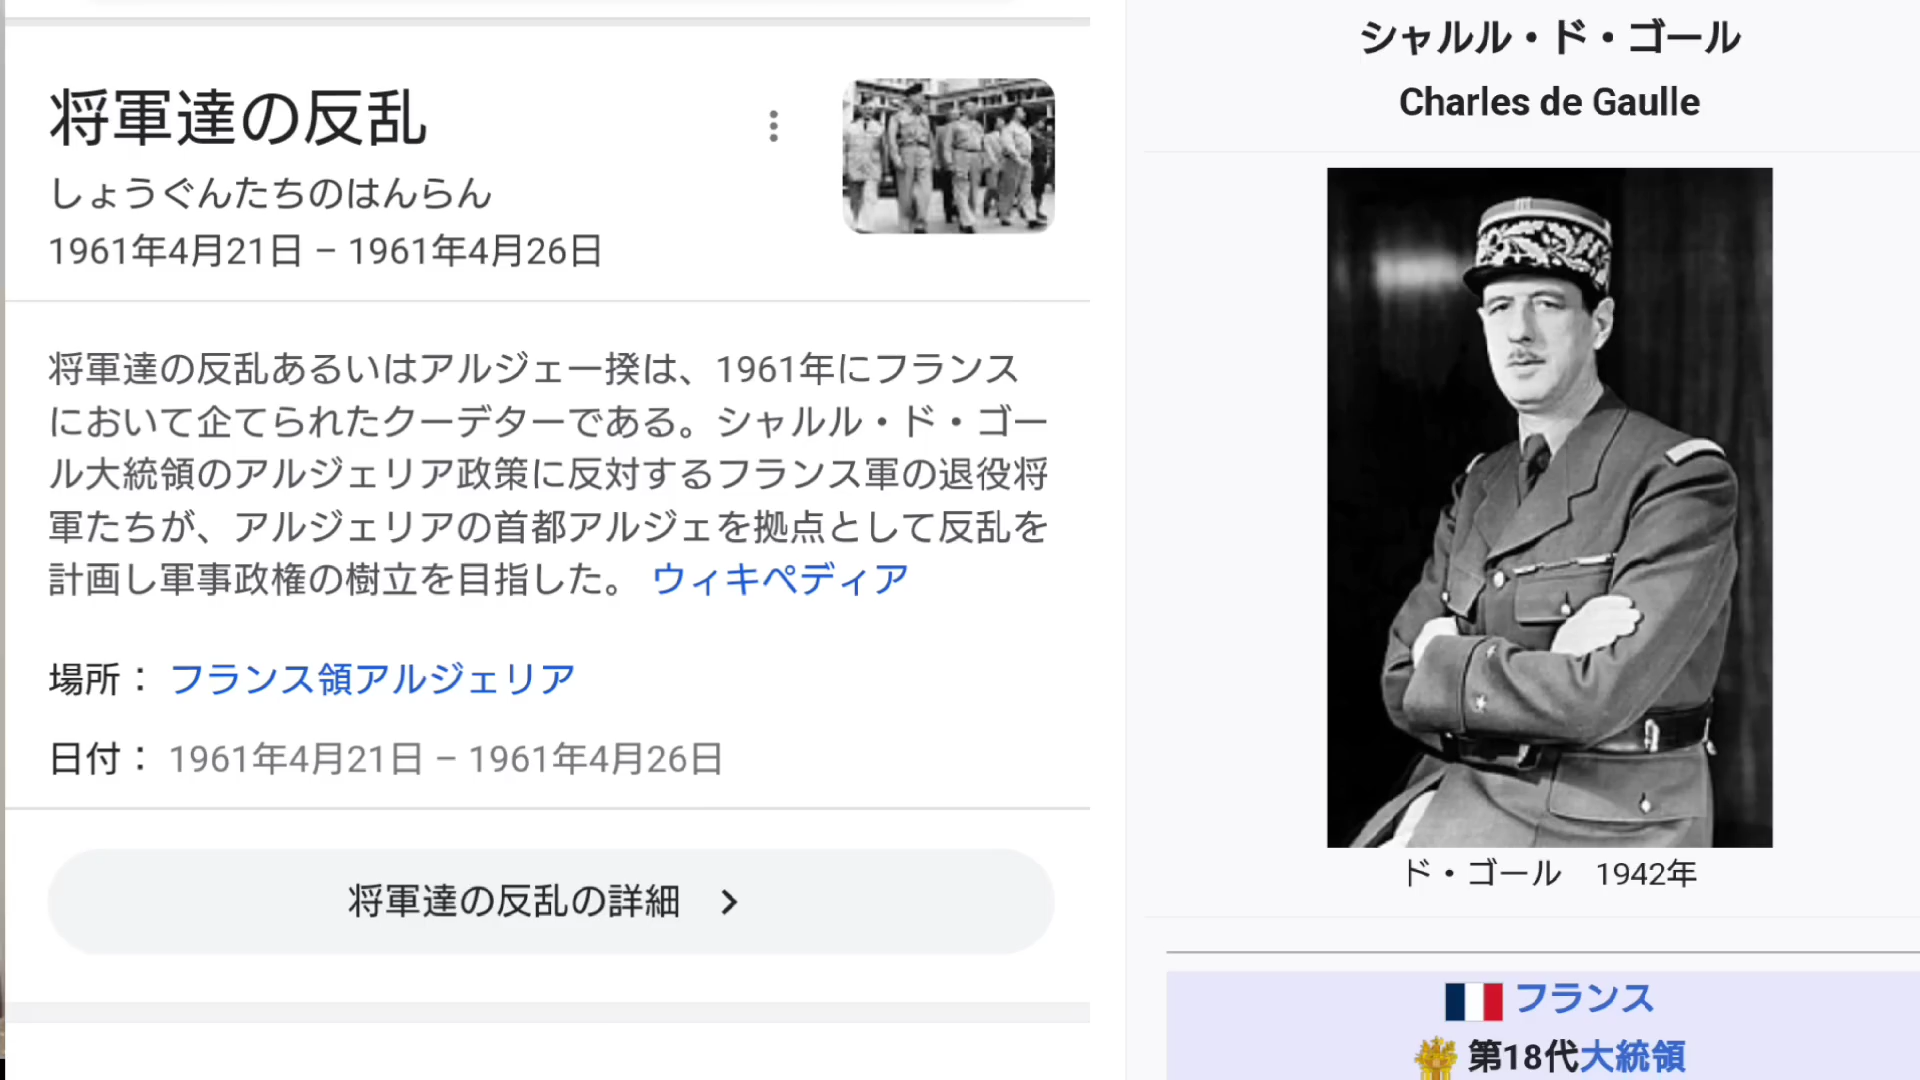 将軍達の反乱
しょうぐんたちのはんらん
1961年4月21日 – 1961年4月26日
将軍達の反乱あるいはアルジェ一揆は、1961年にフランス
において企てられたクーデターである。シャルル・ド・ゴー
ル大統領のアルジェリア政策に反対するフランス軍の退役将
軍たちが、アルジェリアの首都アルジェを拠点として反乱を
計画し軍事政権の樹立を目指した。 ウィキペディア
場所： フランス領アルジェリア
日付： 1961年4月21日 – 1961年4月26日
将軍達の反乱の詳細
シャルル・ド・ゴール
Charles de Gaulle
ド・ゴール　1942年
フランス
第18代大統領